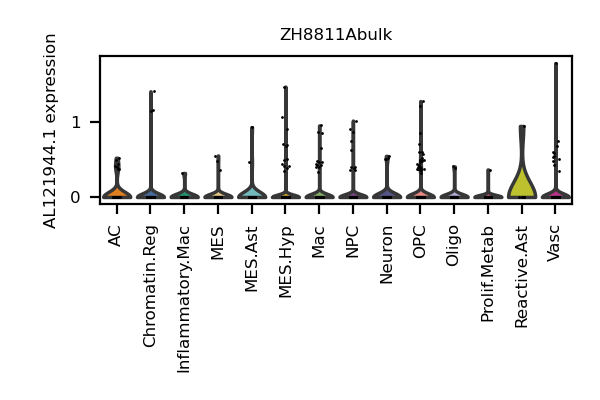 ZH8811Abulk
AL121944.1 expression
1
0
AC
Chromatin.Reg
Inflammatory.Mac
MES
MES.Ast
MES.Hyp
Mac
NPC
Neuron
OPC
Oligo
Prolif.Metab
Reactive.Ast
Vasc